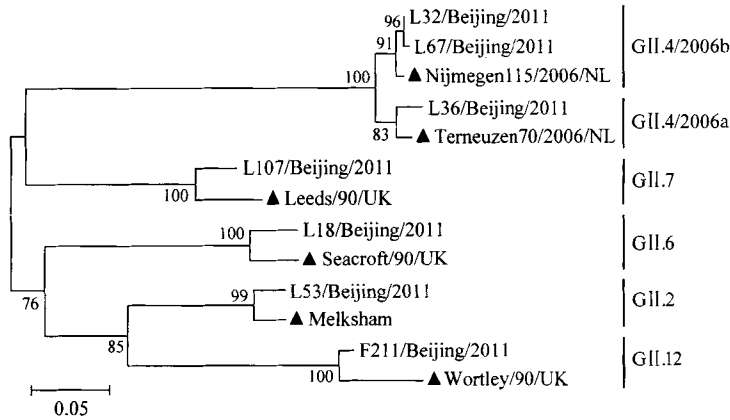 96
L32/Beijing/2011
91
L67/Beijing/2011
GII.4/2006b
100
▲ Nijmegen115/2006/NL
L36/Beijing/2011
GII.4/2006a
83
▲ Terneuzen70/2006/NL
L107/Beijing/2011
GII.7
100
▲ Leeds/90/UK
100
L18/Beijing/2011
GII.6
▲ Seacroft/90/UK
76
99
L53/Beijing/2011
GII.2
▲ Melksham
85
F211/Beijing/2011
GII.12
100
▲ Wortley/90/UK
0.05